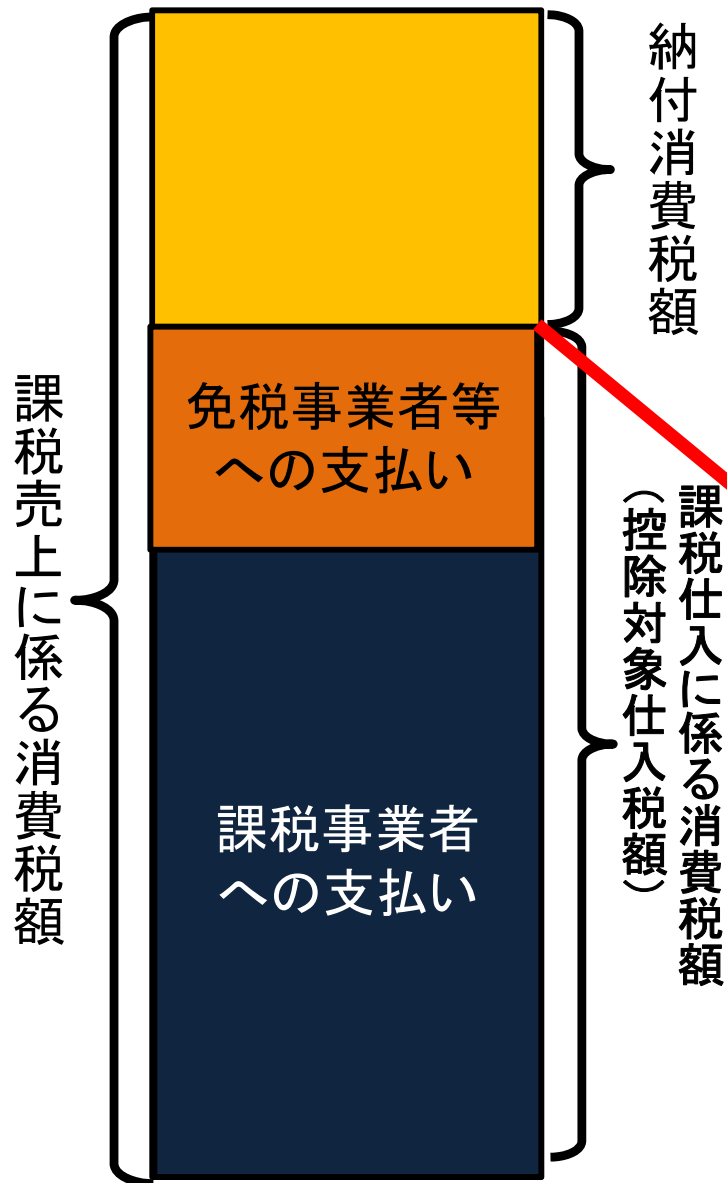 課税売上に係る消費税額
免税事業者等
への支払い
課税事業者
への支払い
納付消費税額
課税仕入に係る消費税額
（控除対象仕入税額）